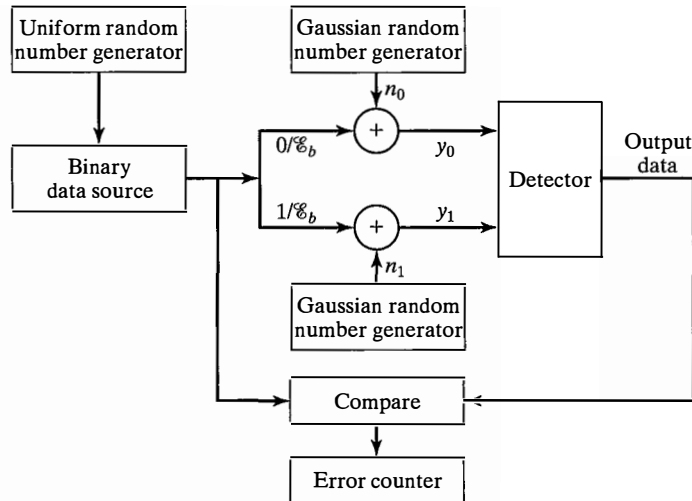 Uniform random
number generator
Gaussian random
number generator
n₀
0/ℰ_b
y₀
Binary
data source
Detector
Output
data
1/ℰ_b
y₁
n₁
Gaussian random
number generator
Compare
Error counter